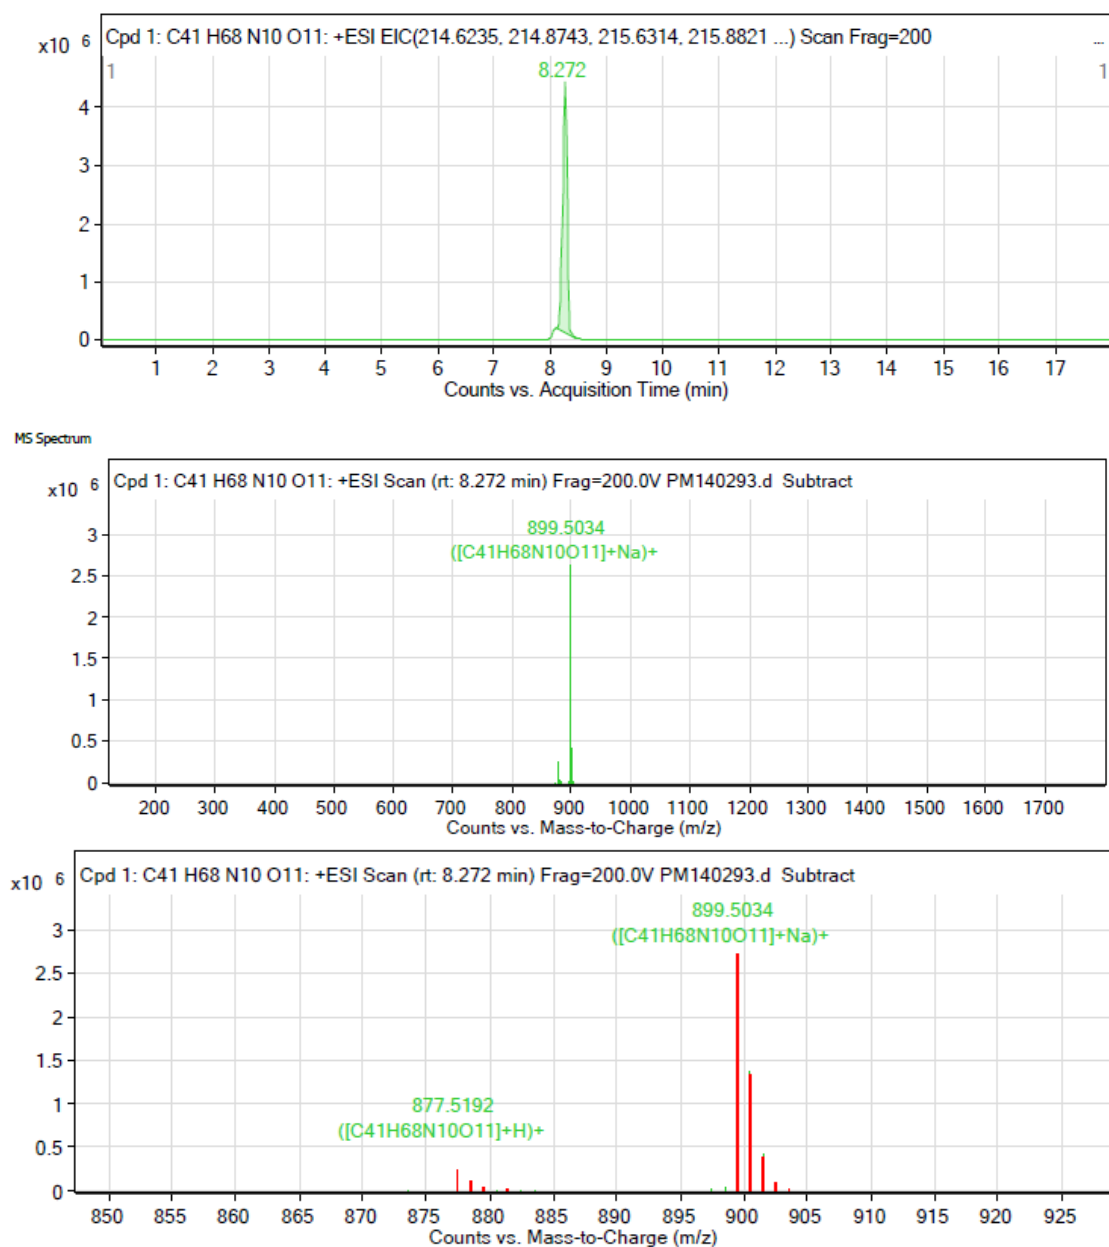 Cpd 1: C41 H68 N10 O11: +ESI EIC(214.6235, 214.8743, 215.6314, 215.8821 ...) Scan Frag=200 ...
x10 6
1 8.272 1
4
3
2
1
0
1 2 3 4 5 6 7 8 9 10 11 12 13 14 15 16 17
Counts vs. Acquisition Time (min)
MS Spectrum
x10 6 Cpd 1: C41 H68 N10 O11: +ESI Scan (rt: 8.272 min) Frag=200.0V PM140293.d Subtract
899.5034
([C41H68N10O11]+Na)+
3
2.5
2
1.5
1
0.5
0
200 300 400 500 600 700 800 900 1000 1100 1200 1300 1400 1500 1600 1700
Counts vs. Mass-to-Charge (m/z)
x10 6 Cpd 1: C41 H68 N10 O11: +ESI Scan (rt: 8.272 min) Frag=200.0V PM140293.d Subtract
899.5034
([C41H68N10O11]+Na)+
3
2.5
2
1.5
1
0.5
0
877.5192
([C41H68N10O11]+H)+
850 855 860 865 870 875 880 885 890 895 900 905 910 915 920 925
Counts vs. Mass-to-Charge (m/z)